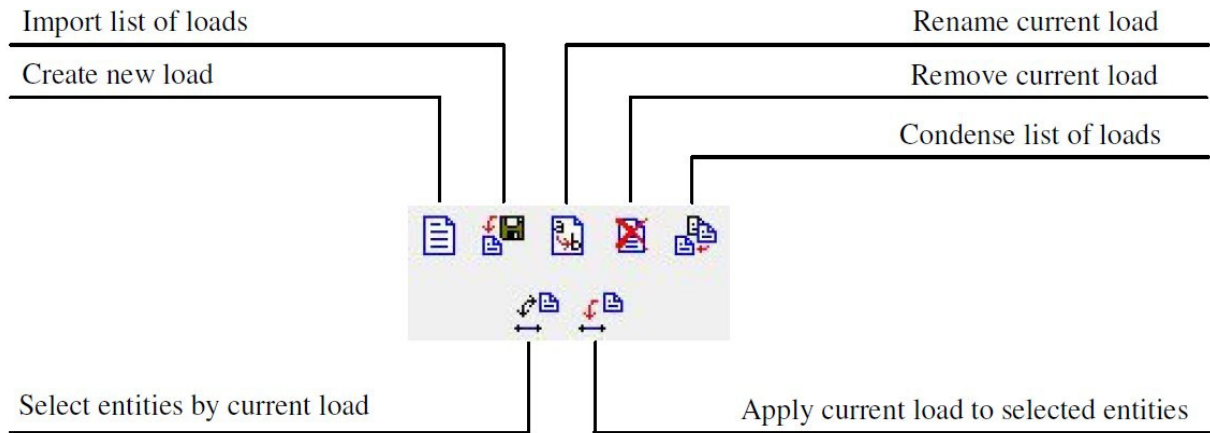 Import list of loads
Rename current load
Create new load
Remove current load
Condense list of loads
a
b
Select entities by current load
Apply current load to selected entities